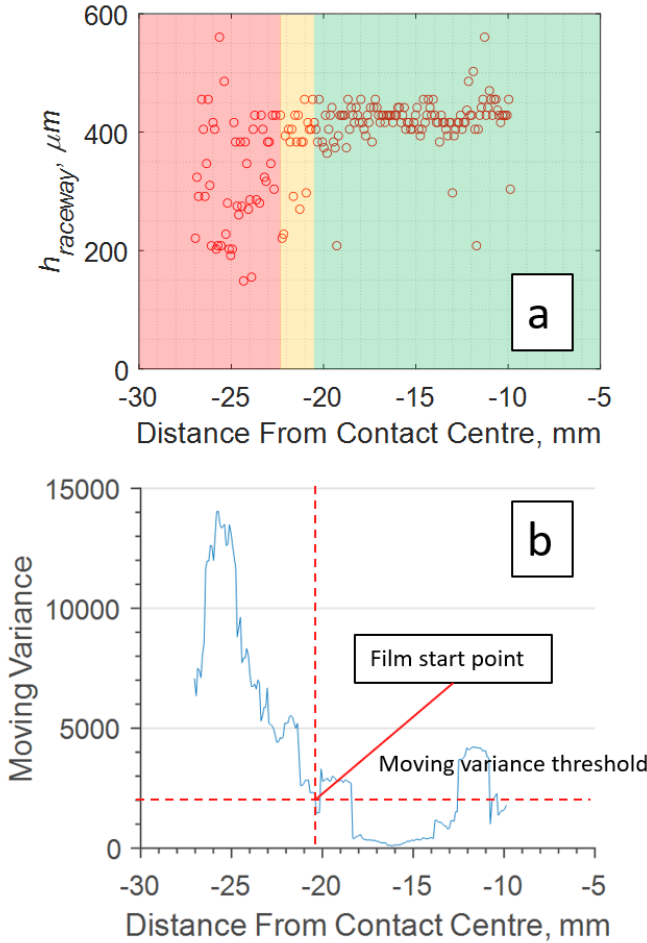 600
400
200
0
h_raceway, μm
a
-30 -25 -20 -15 -10 -5
Distance From Contact Centre, mm
15000
10000
5000
0
Moving Variance
b
Film start point
Moving variance threshold
-30 -25 -20 -15 -10 -5
Distance From Contact Centre, mm